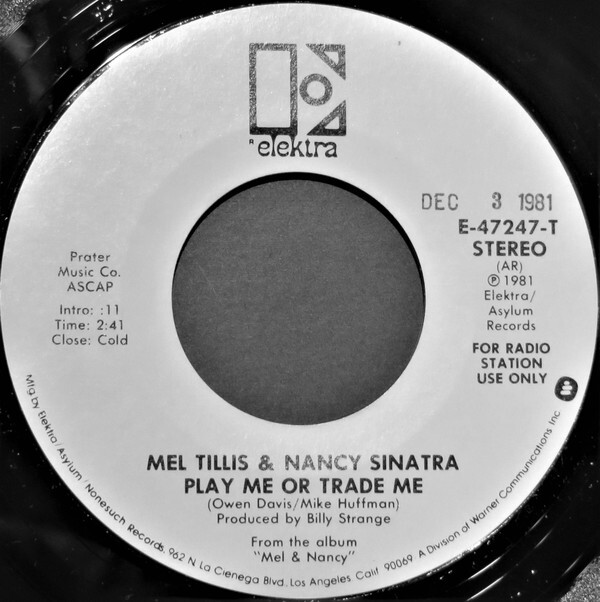 elektra
DEC 3 1981
E-47247-T
STEREO
(AR)
℗ 1981
Elektra/
Asylum
Records
FOR RADIO
STATION
USE ONLY
Prater
Music Co.
ASCAP
Intro: :11
Time: 2:41
Close: Cold
MEL TILLIS & NANCY SINATRA
PLAY ME OR TRADE ME
(Owen Davis/Mike Huffman)
Produced by Billy Strange
From the album
"Mel & Nancy"
Mfg by Elektra/Asylum/Nonesuch Records, 962 N La Cienega Blvd. Los Angeles Calif 90069 A Division of Warner Communications Inc